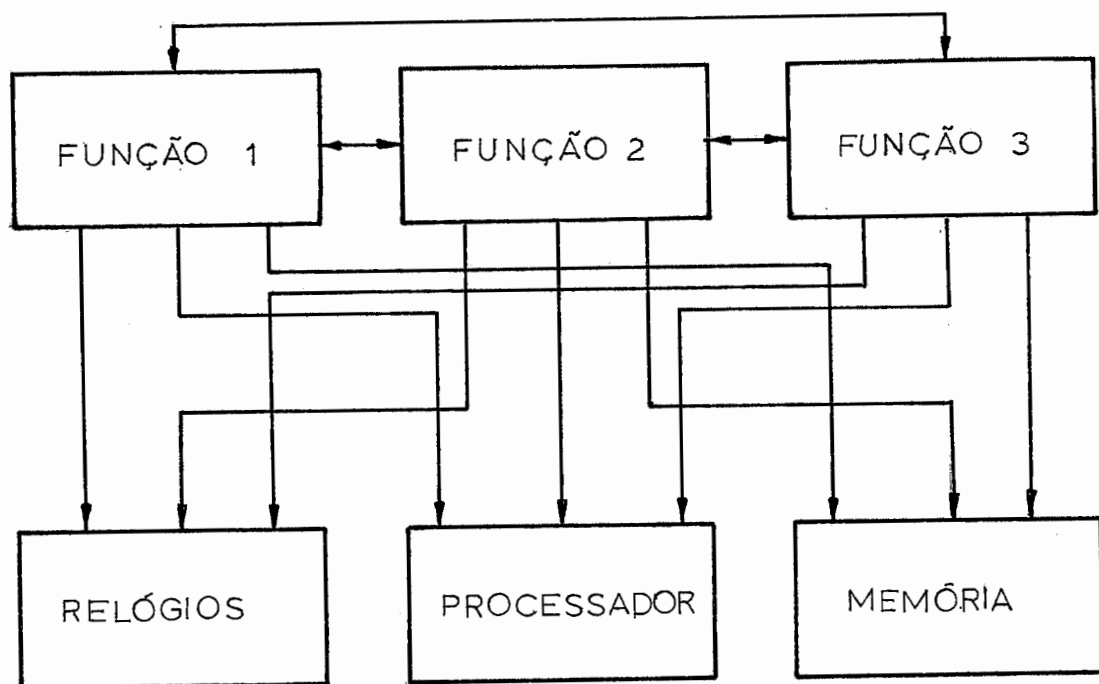 FUNÇÃO 1
FUNÇÃO 2
FUNÇÃO 3
RELÓGIOS
PROCESSADOR
MEMÓRIA